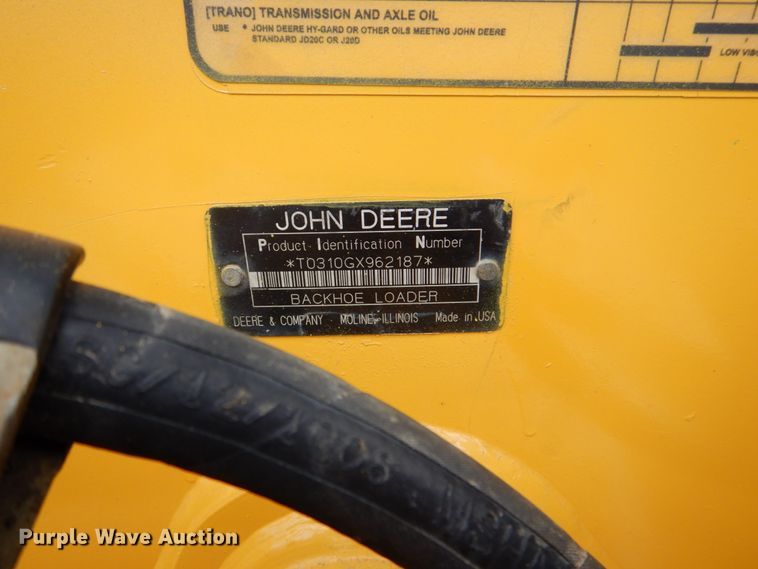 [TRANO] TRANSMISSION AND AXLE OIL
USE * JOHN DEERE HY-GARD OR OTHER OILS MEETING JOHN DEERE
STANDARD JD20C OR J20D
LOW
JOHN DEERE
Product Identification Number
*T0310GX962187*
BACKHOE LOADER
DEERE & COMPANY MOLINE, ILLINOIS Made in USA
Purple Wave Auction